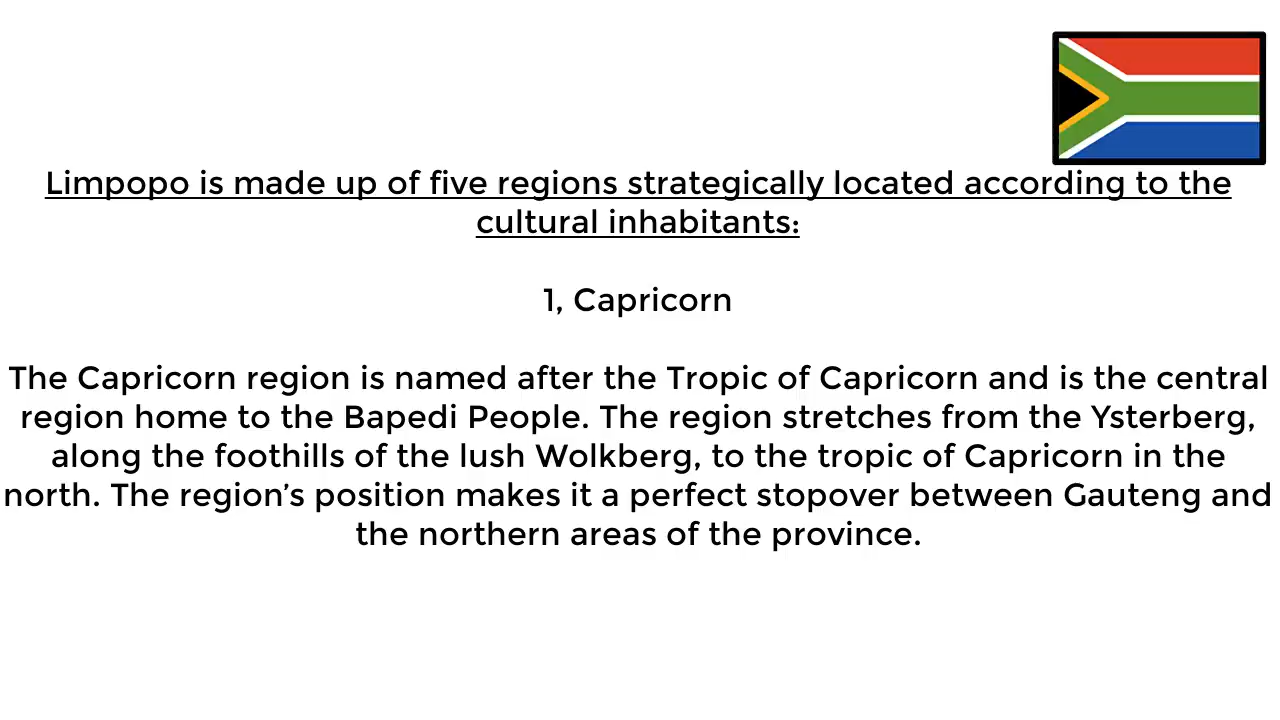 Limpopo is made up of five regions strategically located according to the
cultural inhabitants:
1, Capricorn
The Capricorn region is named after the Tropic of Capricorn and is the central
region home to the Bapedi People. The region stretches from the Ysterberg,
along the foothills of the lush Wolkberg, to the tropic of Capricorn in the
north. The region’s position makes it a perfect stopover between Gauteng and
the northern areas of the province.